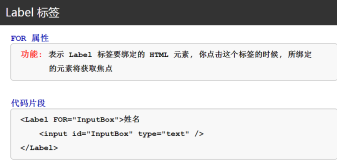 Label 标签
FOR 属性
功能: 表示 Label 标签要绑定的 HTML 元素, 你点击这个标签的时候, 所绑定
的元素将获取焦点
代码片段
<Label FOR="InputBox">姓名
<input id="InputBox" type="text" />
</Label>